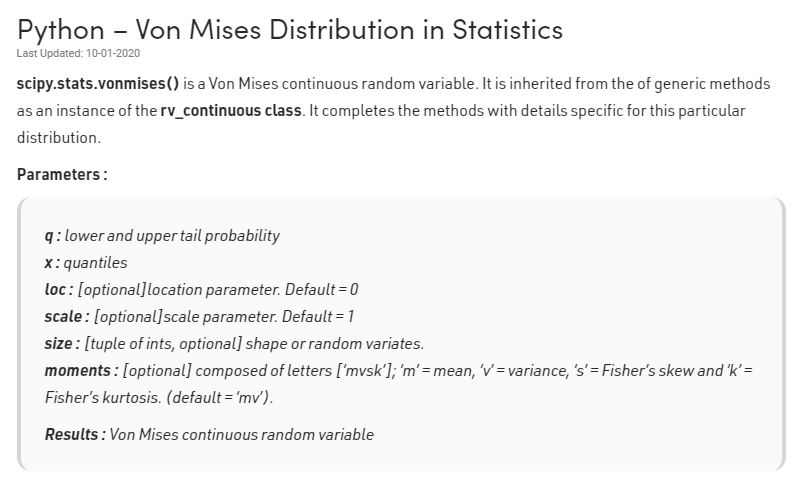 Python – Von Mises Distribution in Statistics
Last Updated: 10-01-2020
scipy.stats.vonmises() is a Von Mises continuous random variable. It is inherited from the of generic methods
as an instance of the rv_continuous class. It completes the methods with details specific for this particular
distribution.
Parameters :
q : lower and upper tail probability
x : quantiles
loc : [optional]location parameter. Default = 0
scale : [optional]scale parameter. Default = 1
size : [tuple of ints, optional] shape or random variates.
moments : [optional] composed of letters [‘mvsk’]; ‘m’ = mean, ‘v’ = variance, ‘s’ = Fisher’s skew and ‘k’ =
Fisher’s kurtosis. (default = ‘mv’).
Results : Von Mises continuous random variable